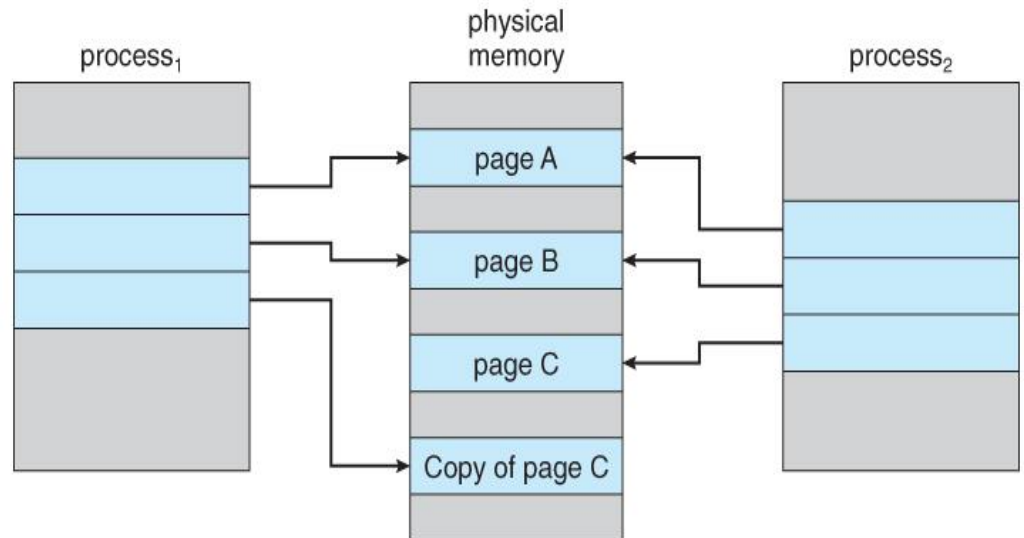 process₁
physical
memory
process₂
page A
page B
page C
Copy of page C